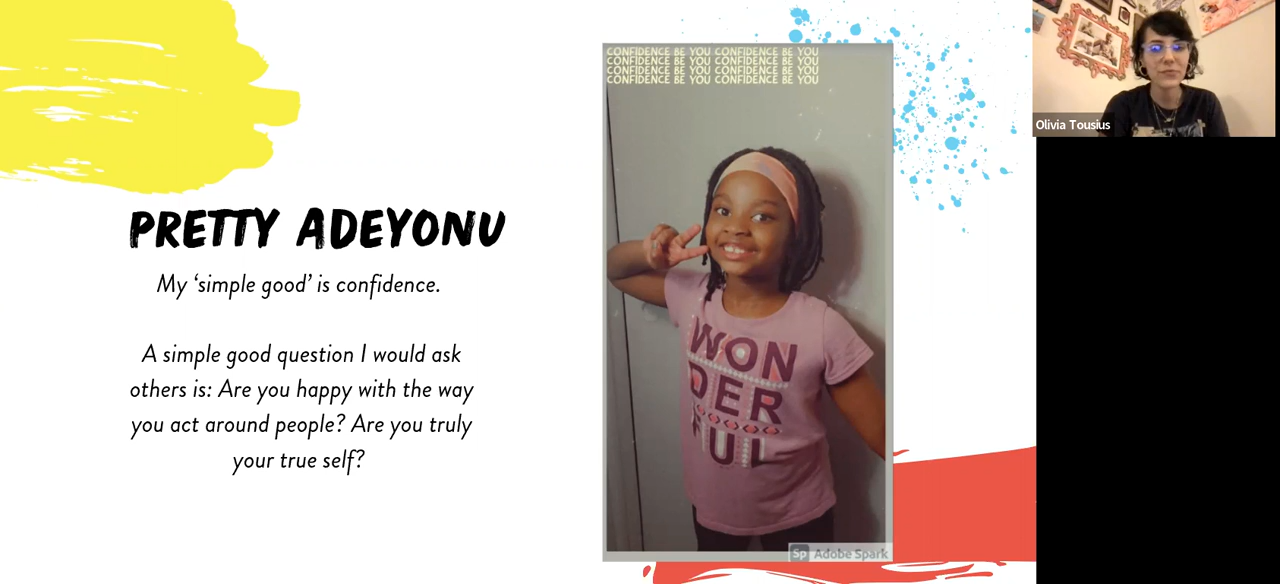 PRETTY ADEYONU
My ‘simple good’ is confidence.
A simple good question I would ask
others is: Are you happy with the way
you act around people? Are you truly
your true self?
CONFIDENCE BE YOU CONFIDENCE BE YOU
CONFIDENCE BE YOU CONFIDENCE BE YOU
CONFIDENCE BE YOU CONFIDENCE BE YOU
CONFIDENCE BE YOU CONFIDENCE BE YOU
WON
DER
FUL
Sp Adobe Spark
Olivia Tousius